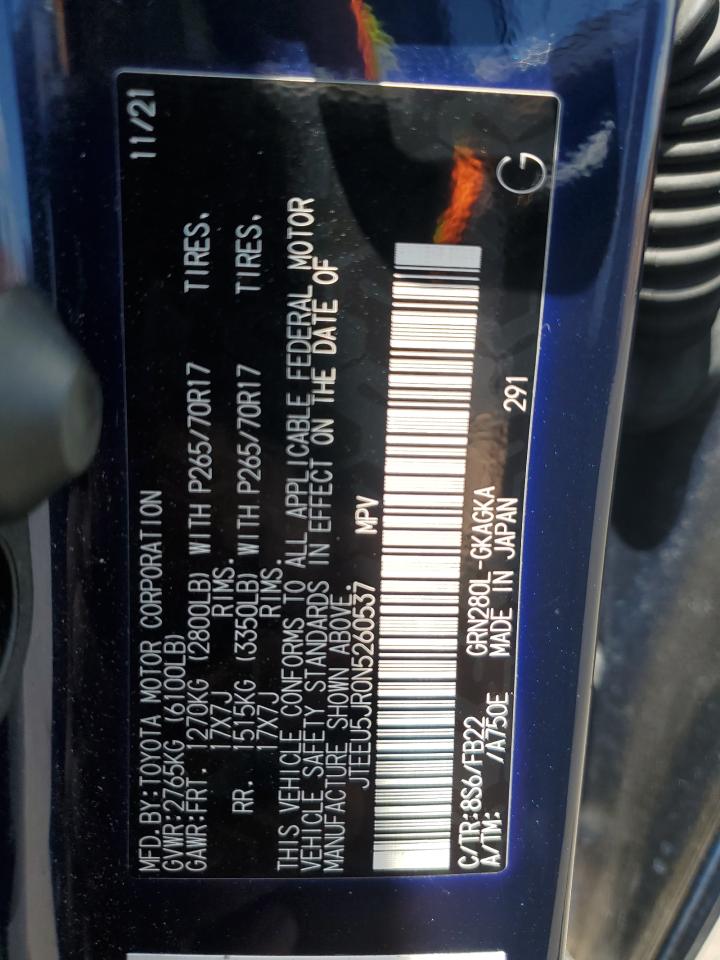 MFD.BY:TOYOTA MOTOR CORPORATION 11/21
GVWR:2765KG (6100LB)
GAWR:FRT. 1270KG (2800LB) WITH P265/70R17 TIRES.
17X7J RIMS.
RR. 1515KG (3350LB) WITH P265/70R17 TIRES.
17X7J RIMS.
THIS VEHICLE CONFORMS TO ALL APPLICABLE FEDERAL MOTOR
VEHICLE SAFETY STANDARDS IN EFFECT ON THE DATE OF
MANUFACTURE SHOWN ABOVE.
JTEEU5JR0N5260537 MPV
C/TR:8S6/FB22 GRN280L-GKAGKA 291
A/TM: /A750E MADE IN JAPAN
G